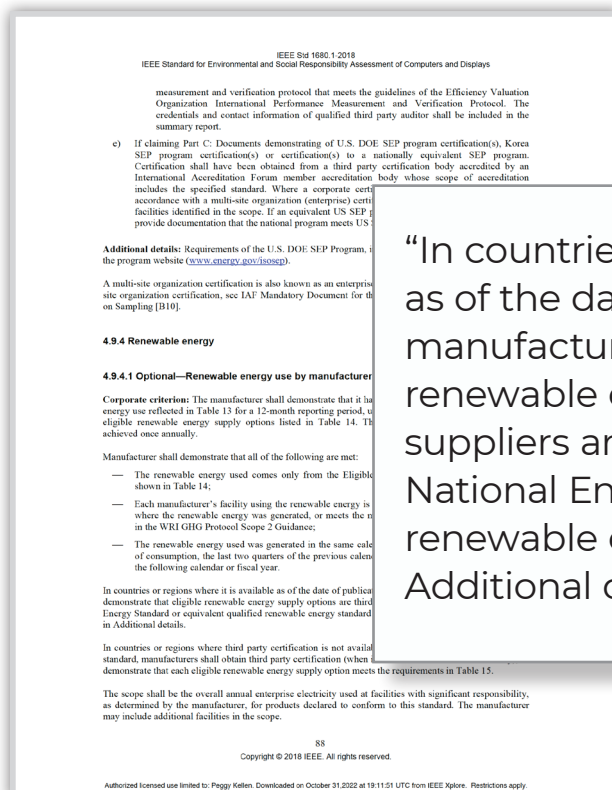 IEEE Std 1680.1-2018
IEEE Standard for Environmental and Social Responsibility Assessment of Computers and Displays
measurement and verification protocol that meets the guidelines of the Efficiency Valuation
Organization International Performance Measurement and Verification Protocol. The
credentials and contact information of qualified third party auditor shall be included in the
summary report.
c) If claiming Part C: Documents demonstrating of U.S. DOE SEP program certification(s), Korea
SEP program certification(s) or certification(s) to a nationally equivalent SEP program.
Certification shall have been obtained from a third party certification body accredited by an
International Accreditation Forum member accreditation body whose scope of accreditation
includes the specified standard. Where a corporate cert
accordance with a multi-site organization (enterprise) certi
facilities identified in the scope. If an equivalent US SEP p
provide documentation that the national program meets US
Additional details: Requirements of the U.S. DOE SEP Program, i
the program website (www.energy.gov/isosep).
A multi-site organization certification is also known as an enterprise
site organization certification, see IAF Mandatory Document for th
on Sampling [B10].
4.9.4 Renewable energy
4.9.4.1 Optional—Renewable energy use by manufacturer
Corporate criterion: The manufacturer shall demonstrate that it ha
energy use reflected in Table 13 for a 12-month reporting period, u
eligible renewable energy supply options listed in Table 14. Th
achieved once annually.
Manufacturer shall demonstrate that all of the following are met:
— The renewable energy used comes only from the Eligible
shown in Table 14;
— Each manufacturer's facility using the renewable energy is
where the renewable energy was generated, or meets the n
in the WRI GHG Protocol Scope 2 Guidance;
— The renewable energy used was generated in the same cale
of consumption, the last two quarters of the previous calen
the following calendar or fiscal year.
In countries or regions where it is available as of the date of publica
demonstrate that eligible renewable energy supply options are third
Energy Standard or equivalent qualified renewable energy standard
in Additional details.
In countries or regions where third party certification is not availa
standard, manufacturers shall obtain third party certification (when
demonstrate that each eligible renewable energy supply option meets the requirements in Table 15.
The scope shall be the overall annual enterprise electricity used at facilities with significant responsibility,
as determined by the manufacturer, for products declared to conform to this standard. The manufacturer
may include additional facilities in the scope.
88
Copyright © 2018 IEEE. All rights reserved.
Authorized licensed use limited to: Peggy Kellen. Downloaded on October 31,2022 at 19:11:51 UTC from IEEE Xplore. Restrictions apply.
“In countrie
as of the da
manufactur
renewable
suppliers a
National En
renewable
Additional